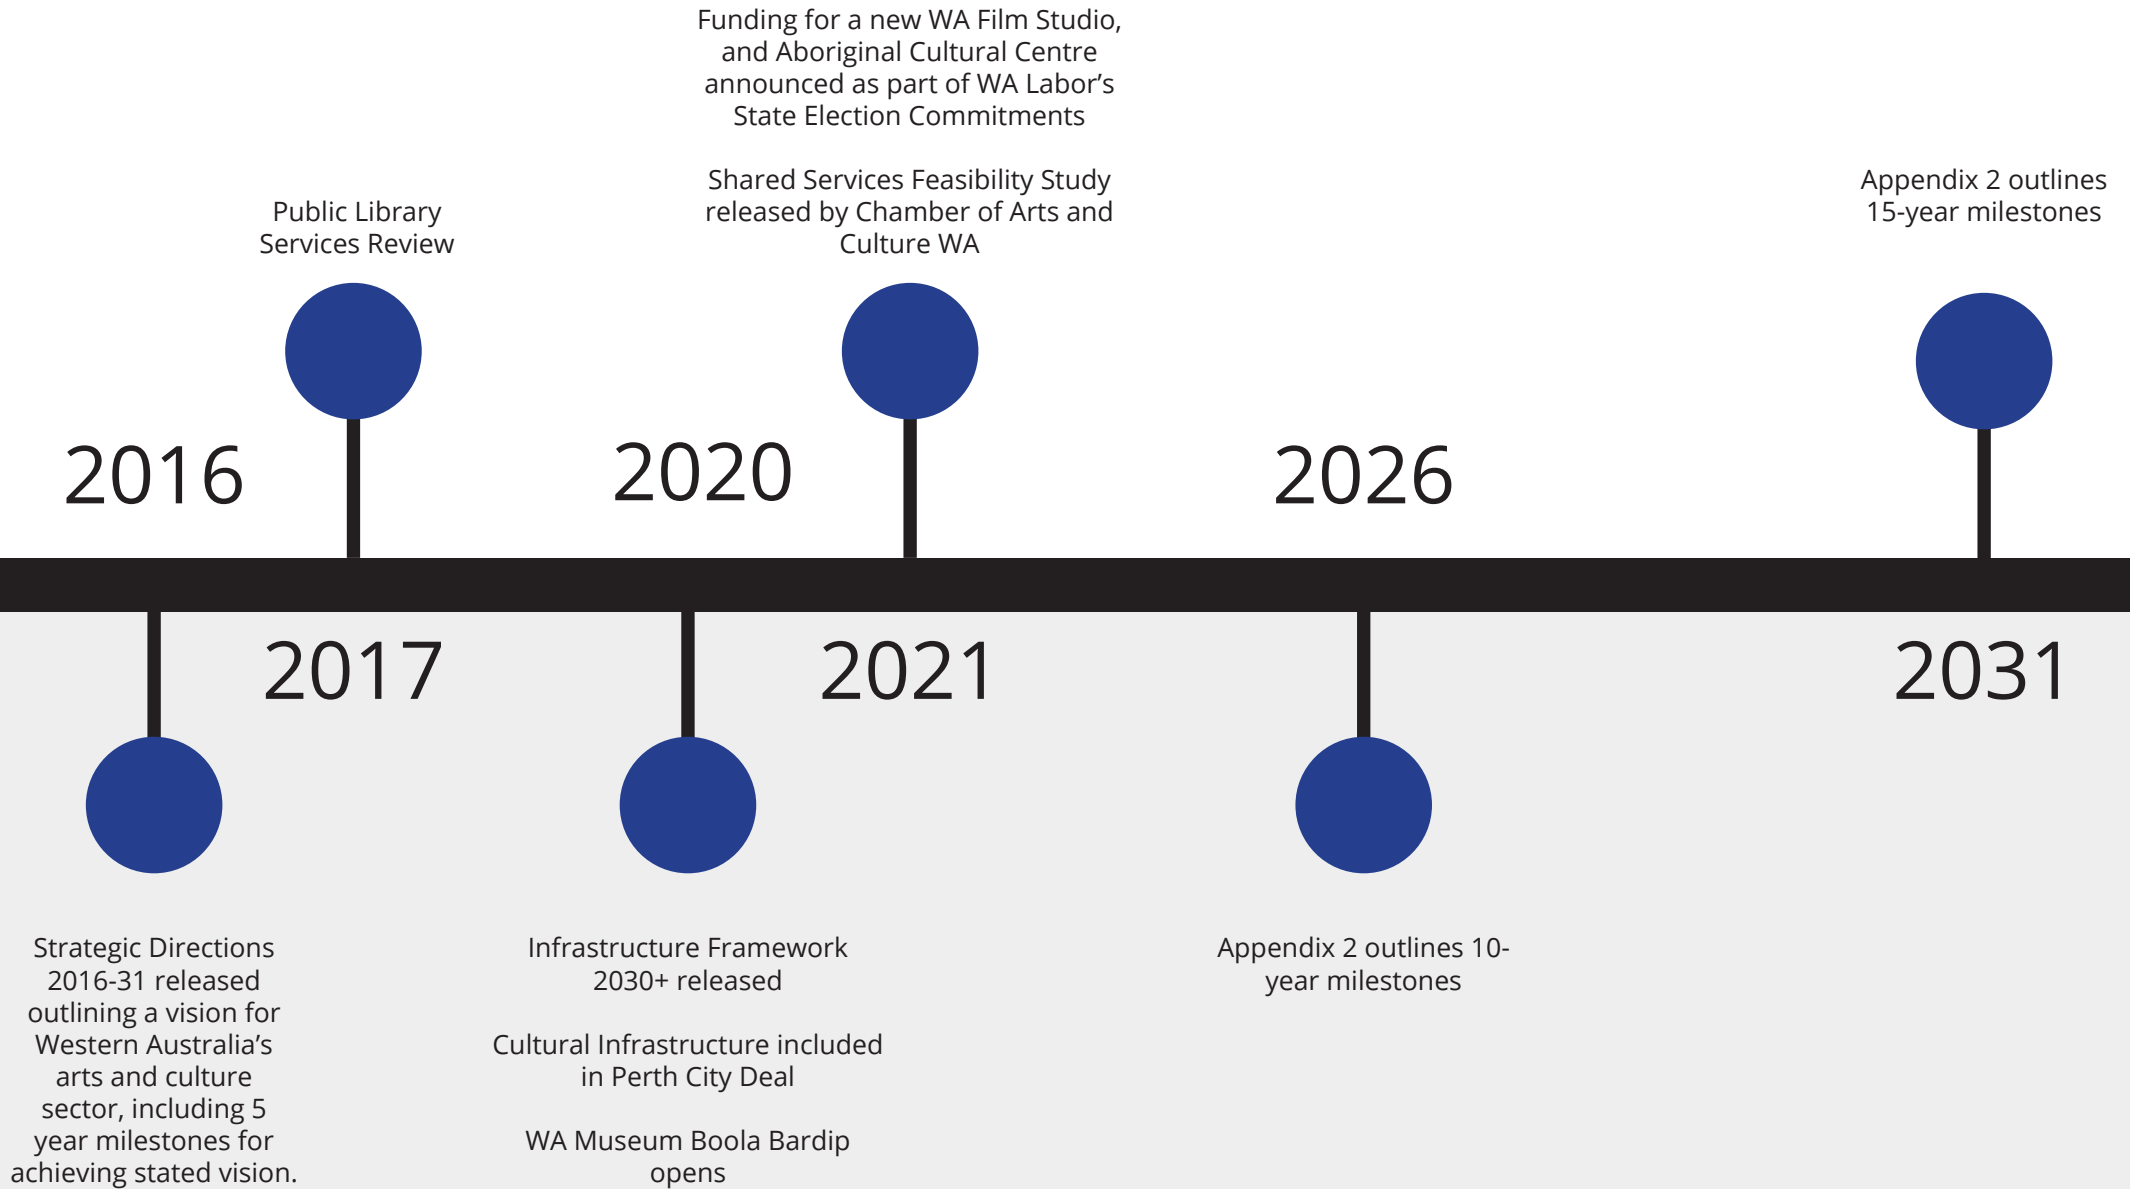 Funding for a new WA Film Studio,
and Aboriginal Cultural Centre
announced as part of WA Labor’s
State Election Commitments
Shared Services Feasibility Study
released by Chamber of Arts and
Culture WA
Public Library
Services Review
Appendix 2 outlines
15-year milestones
2016
2020
2026
2017
2021
2031
Strategic Directions
2016-31 released
outlining a vision for
Western Australia’s
arts and culture
sector, including 5
year milestones for
achieving stated vision.
Infrastructure Framework
2030+ released
Cultural Infrastructure included
in Perth City Deal
WA Museum Boola Bardip
opens
Appendix 2 outlines 10-
year milestones